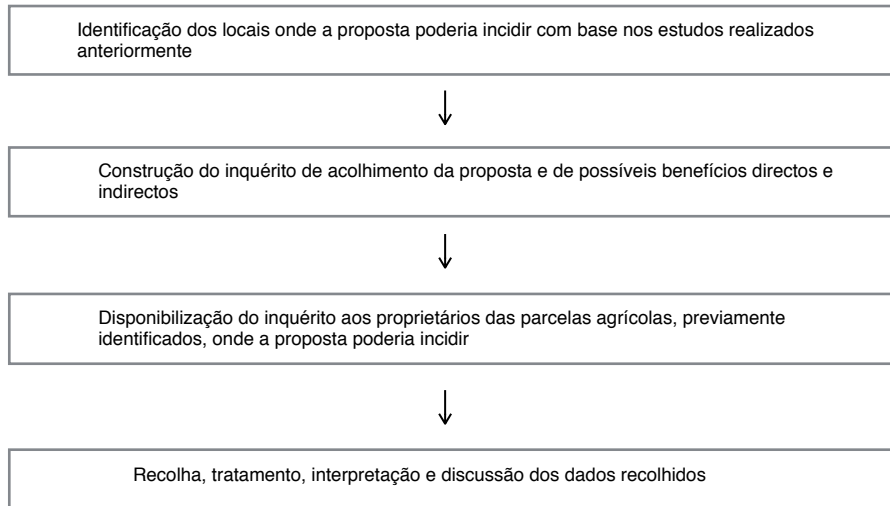 Identificação dos locais onde a proposta poderia incidir com base nos estudos realizados
anteriormente
Construção do inquérito de acolhimento da proposta e de possíveis benefícios directos e
indirectos
Disponibilização do inquérito aos proprietários das parcelas agrícolas, previamente
identificados, onde a proposta poderia incidir
Recolha, tratamento, interpretação e discussão dos dados recolhidos